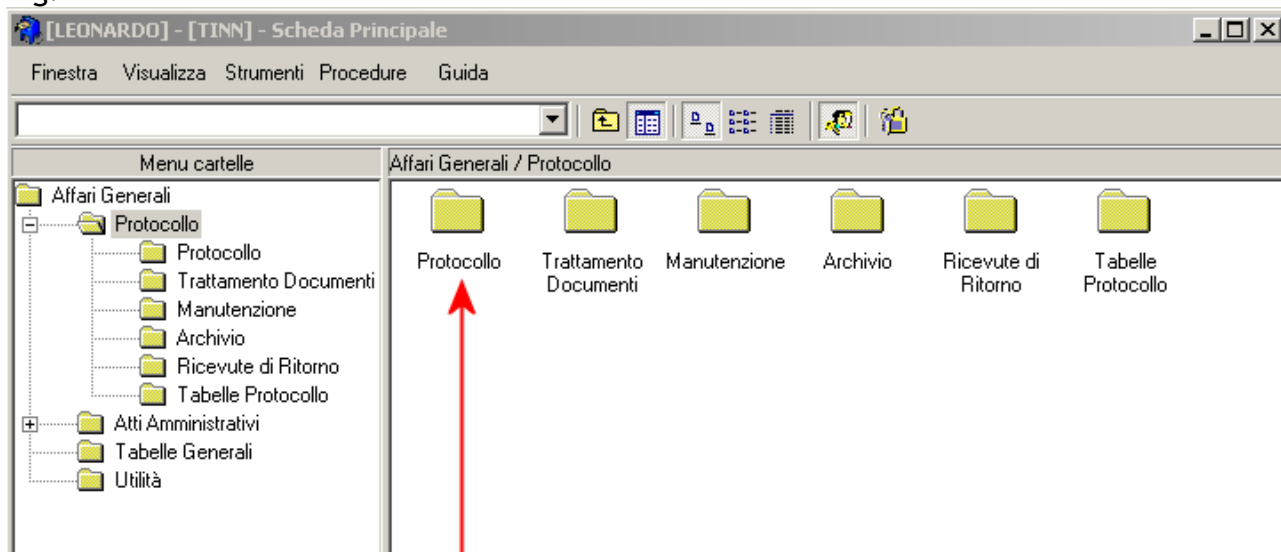 [LEONARDO] - [TINN] - Scheda Principale
Finestra Visualizza Strumenti Procedure Guida
Menu cartelle
Affari Generali / Protocollo
Affari Generali
Protocollo
Protocollo
Trattamento Documenti
Manutenzione
Archivio
Ricevute di Ritorno
Tabelle Protocollo
Atti Amministrativi
Tabelle Generali
Utilità
Protocollo
Trattamento
Documenti
Manutenzione
Archivio
Ricevute di
Ritorno
Tabelle
Protocollo